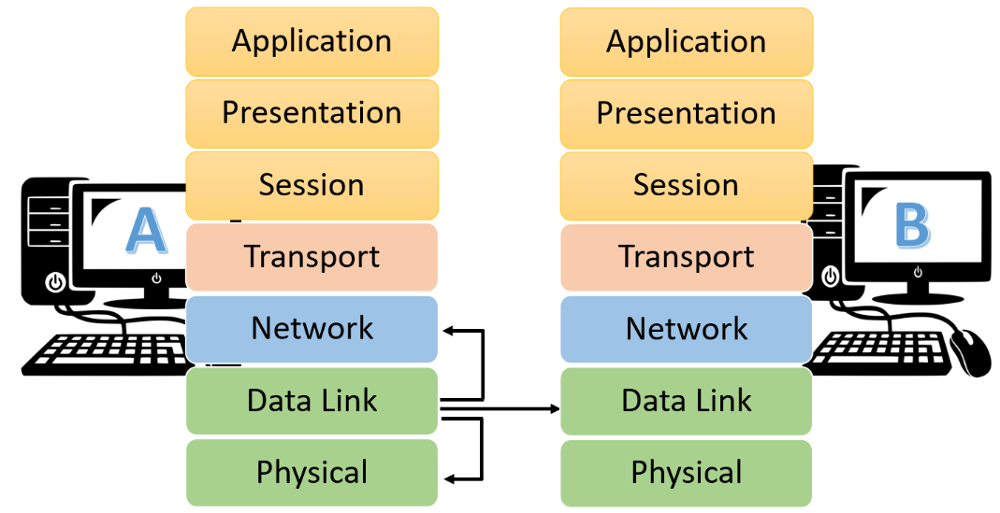 Application
Presentation
Session
Transport
Network
Data Link
Physical
A
Application
Presentation
Session
Transport
Network
Data Link
Physical
B